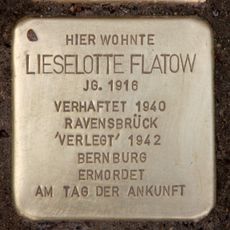 HIER WOHNTE
LIESELOTTE FLATOW
JG. 1916
VERHAFTET 1940
RAVENSBRÜCK
'VERLEGT' 1942
BERNBURG
ERMORDET
AM TAG DER ANKUNFT